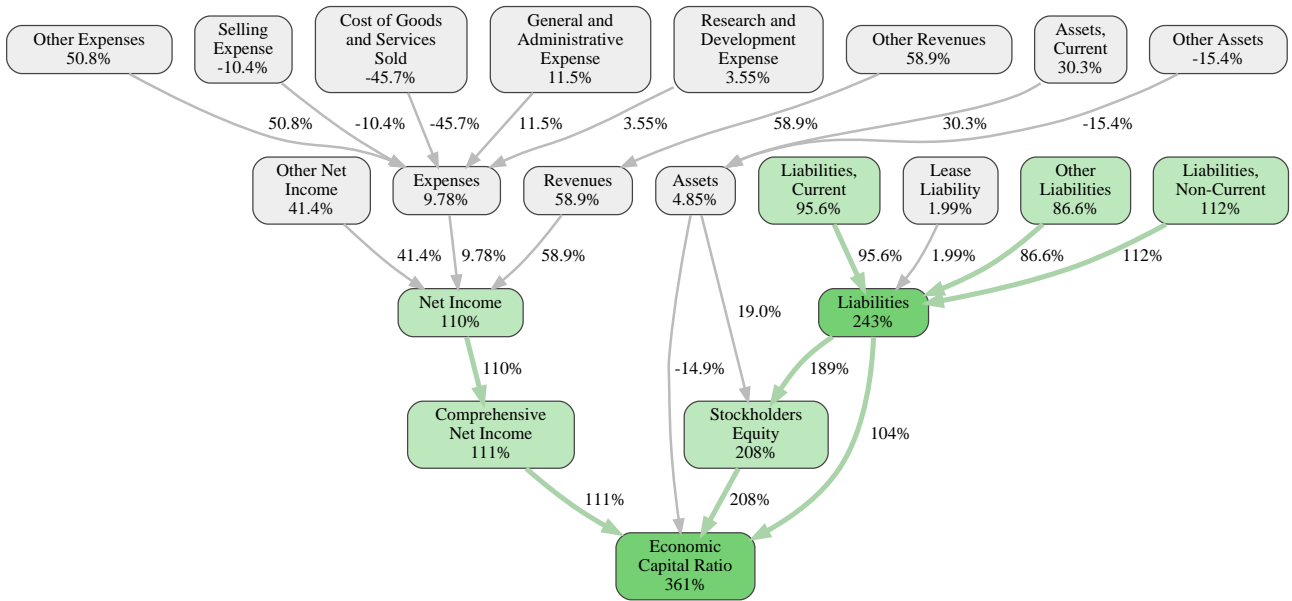 Other Expenses
50.8%
Selling
Expense
-10.4%
Cost of Goods
and Services
Sold
-45.7%
General and
Administrative
Expense
11.5%
Research and
Development
Expense
3.55%
Other Revenues
58.9%
Assets,
Current
30.3%
Other Assets
-15.4%
50.8%
-10.4%
-45.7%
11.5%
3.55%
58.9%
30.3%
-15.4%
Other Net
Income
41.4%
Expenses
9.78%
Revenues
58.9%
Assets
4.85%
Liabilities,
Current
95.6%
Lease
Liability
1.99%
Other
Liabilities
86.6%
Liabilities,
Non-Current
112%
41.4%
9.78%
58.9%
95.6%
1.99%
86.6%
112%
Net Income
110%
Liabilities
243%
19.0%
110%
-14.9%
189%
Comprehensive
Net Income
111%
Stockholders
Equity
208%
104%
111%
208%
Economic
Capital Ratio
361%